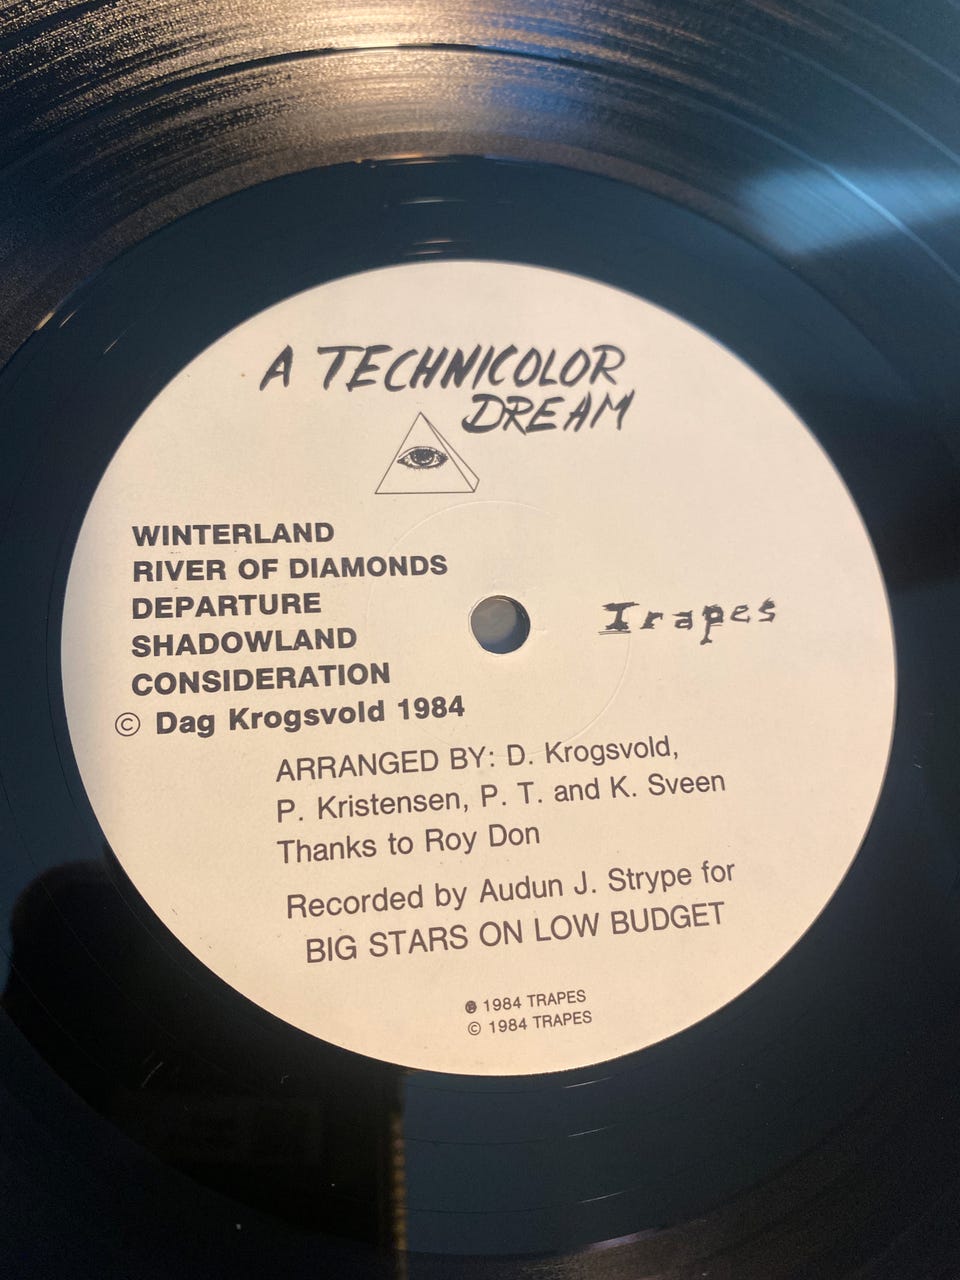 A TECHNICOLOR
DREAM
WINTERLAND
RIVER OF DIAMONDS
DEPARTURE
SHADOWLAND
CONSIDERATION
© Dag Krogsvold 1984
Trapes
ARRANGED BY: D. Krogsvold,
P. Kristensen, P. T. and K. Sveen
Thanks to Roy Don
Recorded by Audun J. Strype for
BIG STARS ON LOW BUDGET
℗ 1984 TRAPES
© 1984 TRAPES